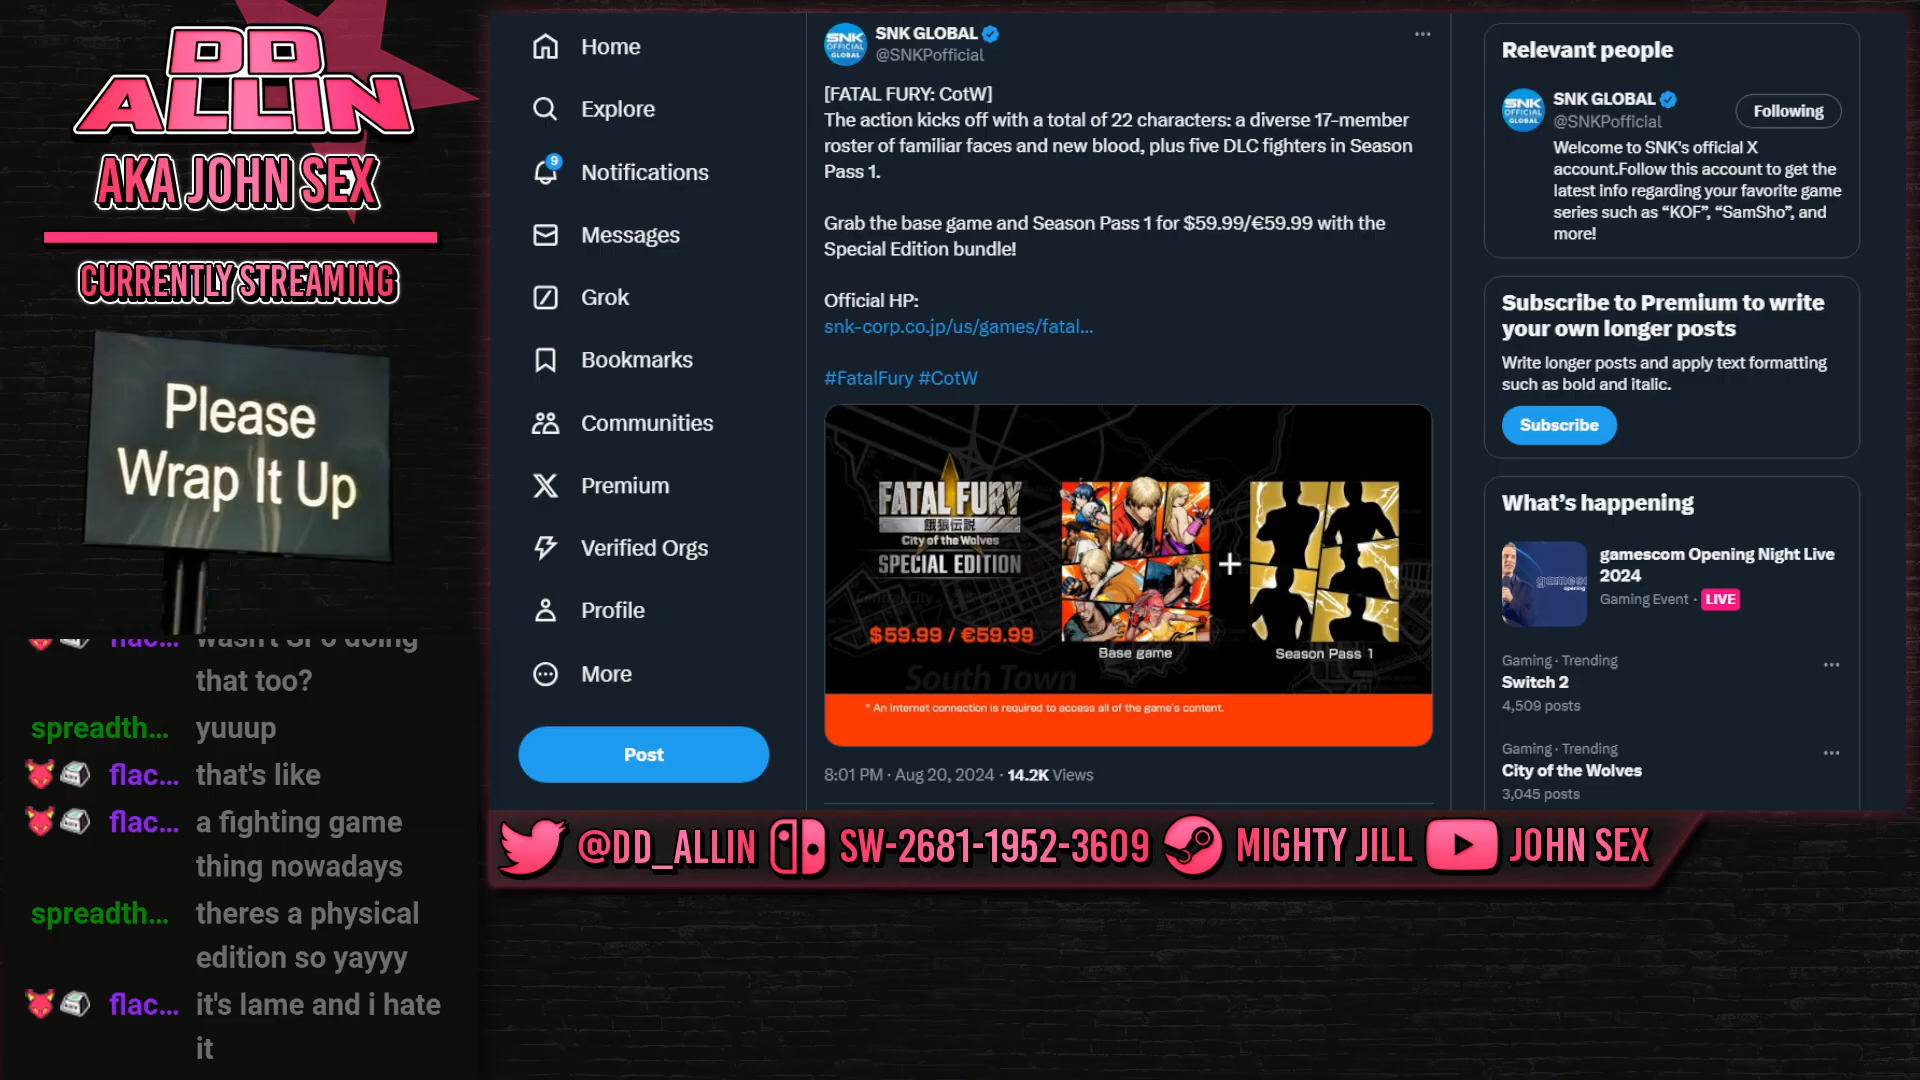 DD
ALLIN
AKA JOHN SEX
CURRENTLY STREAMING
Please
Wrap It Up
that too?
spreadth... yuuup
flac... that's like
flac... a fighting game
thing nowadays
spreadth... theres a physical
edition so yayyy
flac... it's lame and i hate
it
Home
Explore
9
Notifications
Messages
Grok
Bookmarks
Communities
Premium
Verified Orgs
Profile
More
Post
SNK
OFFICIAL
GLOBAL
SNK GLOBAL
@SNKPofficial
[FATAL FURY: CotW]
The action kicks off with a total of 22 characters: a diverse 17-member
roster of familiar faces and new blood, plus five DLC fighters in Season
Pass 1.
Grab the base game and Season Pass 1 for $59.99/€59.99 with the
Special Edition bundle!
Official HP:
snk-corp.co.jp/us/games/fatal...
#FatalFury #CotW
FATAL FURY
餓狼伝説
City of the Wolves
SPECIAL EDITION
$59.99 / €59.99
+
Base game
Season Pass 1
South Town
* An Internet connection is required to access all of the game's content.
8:01 PM · Aug 20, 2024 · 14.2K Views
Relevant people
SNK
OFFICIAL
GLOBAL
SNK GLOBAL
@SNKPofficial
Following
Welcome to SNK's official X
account.Follow this account to get the
latest info regarding your favorite game
series such as “KOF”, “SamSho”, and
more!
Subscribe to Premium to write
your own longer posts
Write longer posts and apply text formatting
such as bold and italic.
Subscribe
What’s happening
gamescom Opening Night Live
2024
Gaming Event · LIVE
Gaming · Trending
Switch 2
4,509 posts
Gaming · Trending
City of the Wolves
3,045 posts
@DD_ALLIN SW-2681-1952-3609 MIGHTY JILL JOHN SEX